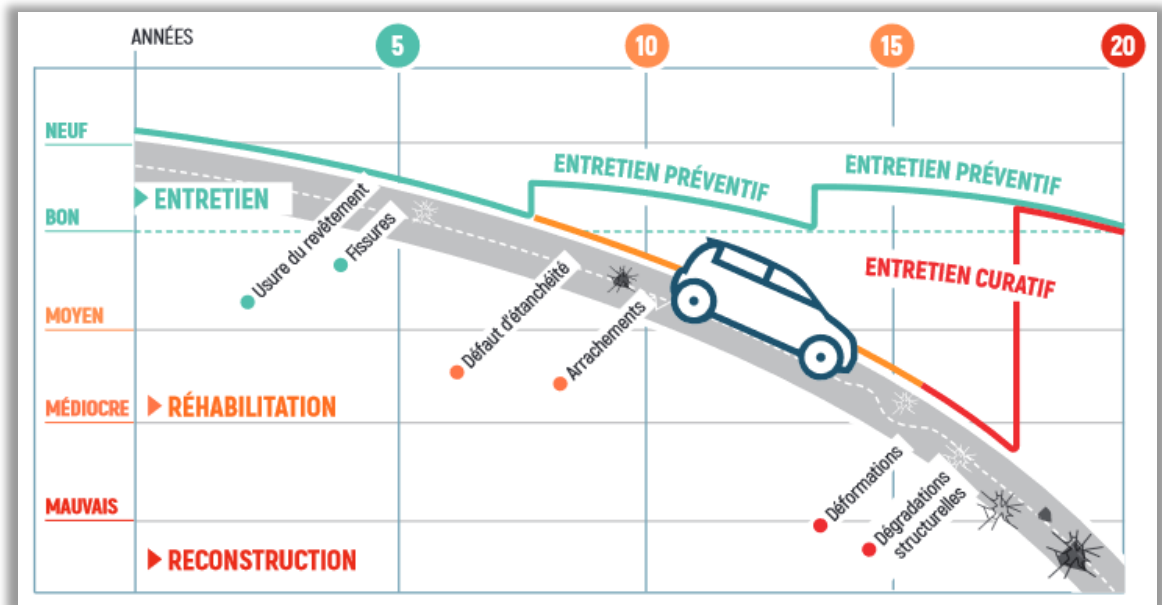 ANNÉES
5
10
15
20
NEUF
ENTRETIEN PRÉVENTIF
ENTRETIEN PRÉVENTIF
ENTRETIEN
BON
Usure du revêtement
Fissures
ENTRETIEN CURATIF
MOYEN
Défaut d'étanchéité
Arrachements
MÉDIOCRE
RÉHABILITATION
MAUVAIS
Déformations
Dégradations
structurelles
RECONSTRUCTION